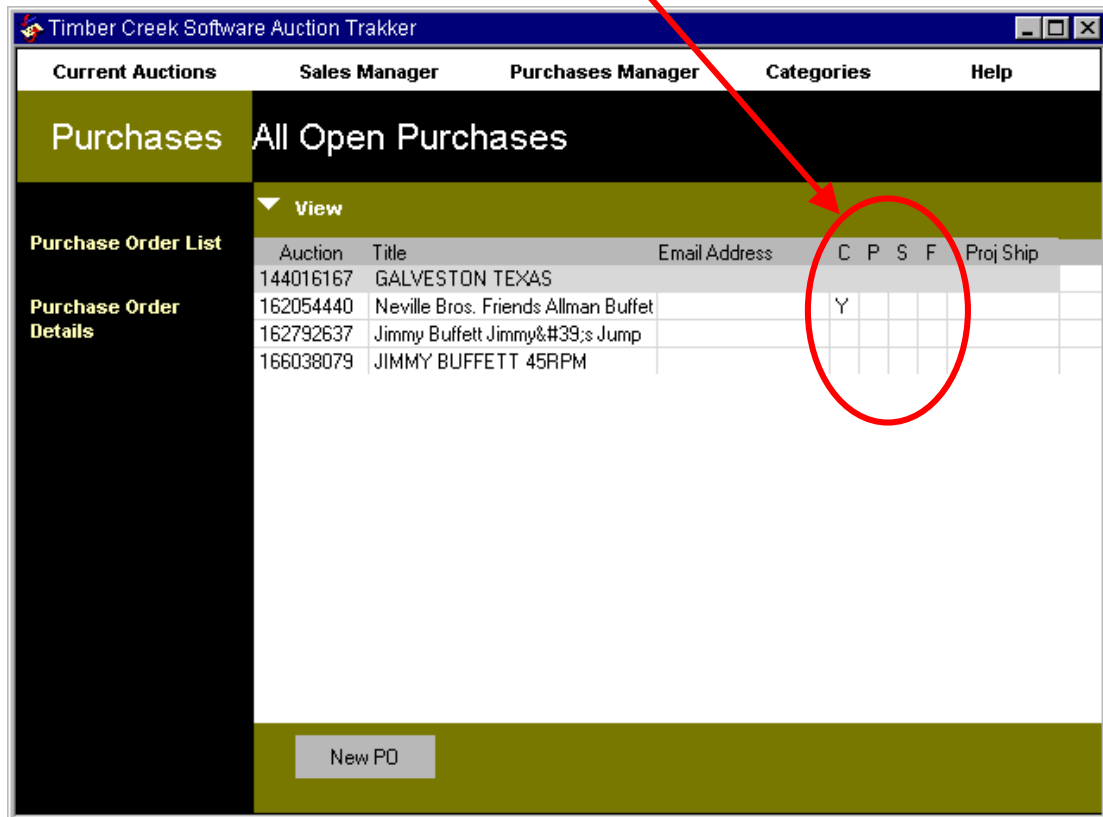 Timber Creek Software Auction Trakker
Current Auctions Sales Manager Purchases Manager Categories Help
Purchases All Open Purchases
View
Purchase Order List
Purchase Order
Details
Auction Title Email Address C P S F Proj Ship
144016167 GALVESTON TEXAS
162054440 Neville Bros. Friends Allman Buffet Y
162792637 Jimmy Buffett Jimmy&#39;s Jump
166038079 JIMMY BUFFETT 45RPM
New PO